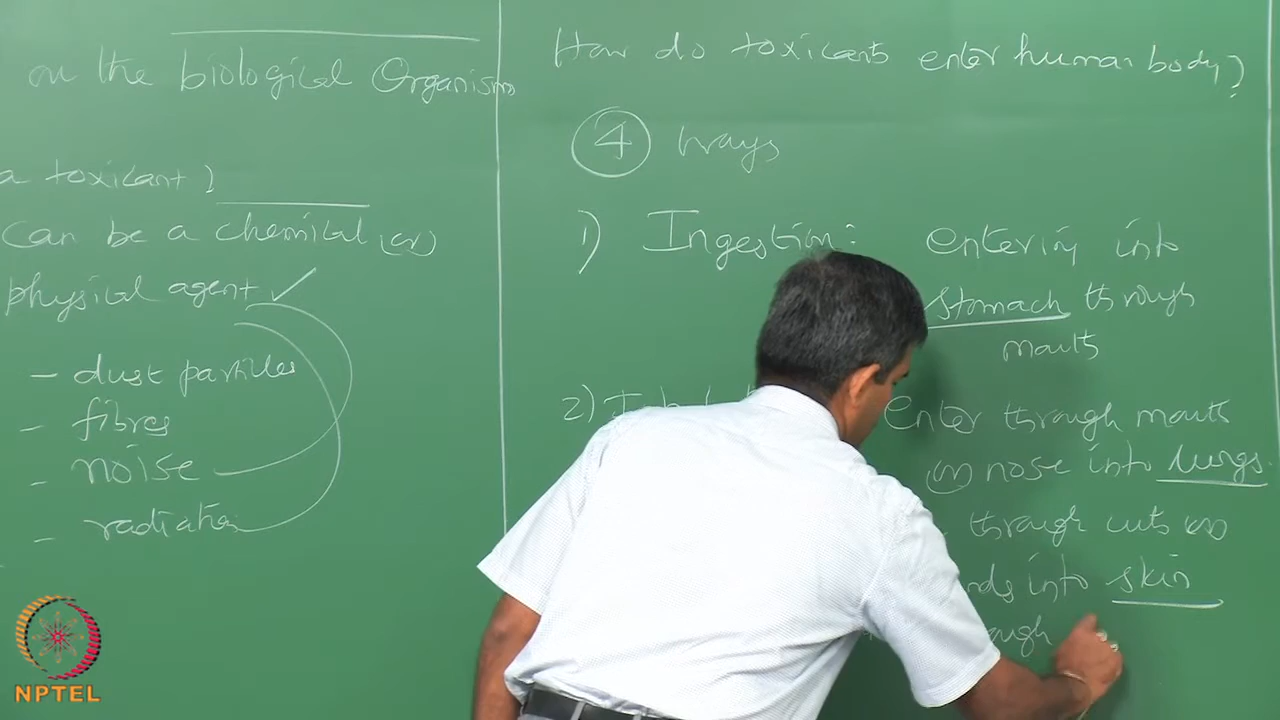 on the biological Organism
a toxicant?
Can be a chemical (or)
physical agent ✓
- dust particles
- fibres
- noise
- radiation
How do toxicants enter human body?
4 ways
1) Ingestion: entering into
stomach through
mouth
2) Enter through mouth
(or) nose into lungs.
through cuts (or)
into skin
NPTEL